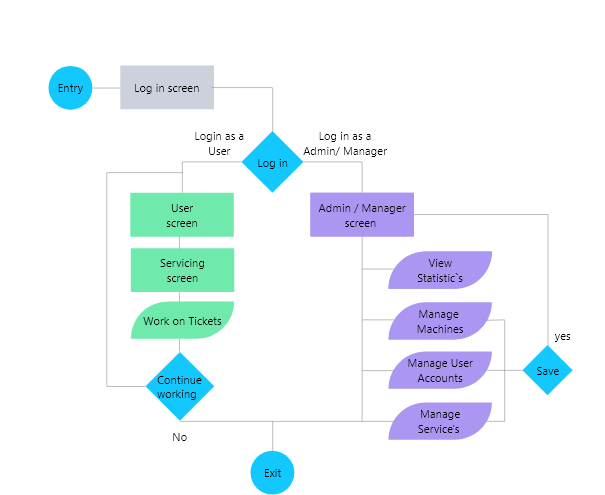 Entry
Log in screen
Login as a
User
Log in as a
Admin/ Manager
Log in
User
screen
Admin / Manager
screen
Servicing
screen
View
Statistic`s
Work on Tickets
Manage
Machines
yes
Manage User
Accounts
Save
Continue
working
Manage
Service's
No
Exit